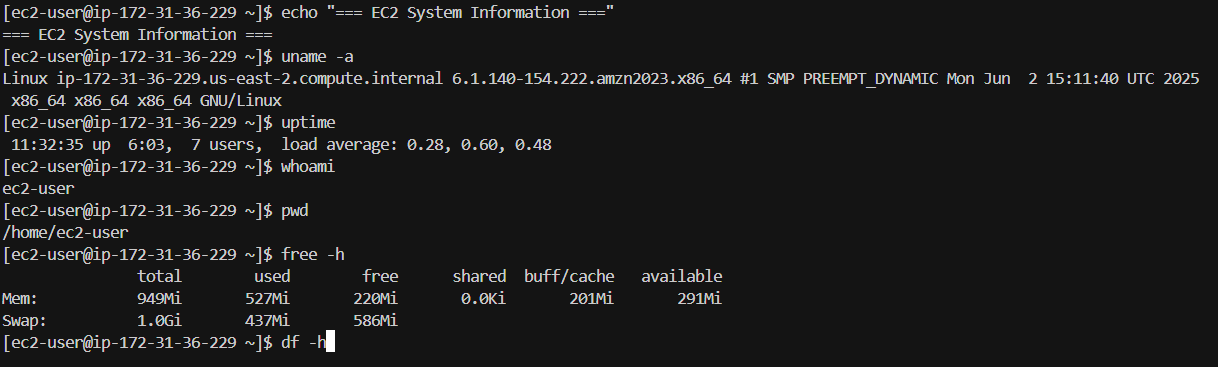 [ec2-user@ip-172-31-36-229 ~]$ echo "=== EC2 System Information ==="
=== EC2 System Information ===
[ec2-user@ip-172-31-36-229 ~]$ uname -a
Linux ip-172-31-36-229.us-east-2.compute.internal 6.1.140-154.222.amzn2023.x86_64 #1 SMP PREEMPT_DYNAMIC Mon Jun  2 15:11:40 UTC 2025
 x86_64 x86_64 x86_64 GNU/Linux
[ec2-user@ip-172-31-36-229 ~]$ uptime
 11:32:35 up  6:03,  7 users,  load average: 0.28, 0.60, 0.48
[ec2-user@ip-172-31-36-229 ~]$ whoami
ec2-user
[ec2-user@ip-172-31-36-229 ~]$ pwd
/home/ec2-user
[ec2-user@ip-172-31-36-229 ~]$ free -h
               total        used        free      shared  buff/cache   available
Mem:           949Mi       527Mi       220Mi       0.0Ki       201Mi       291Mi
Swap:          1.0Gi       437Mi       586Mi
[ec2-user@ip-172-31-36-229 ~]$ df -h